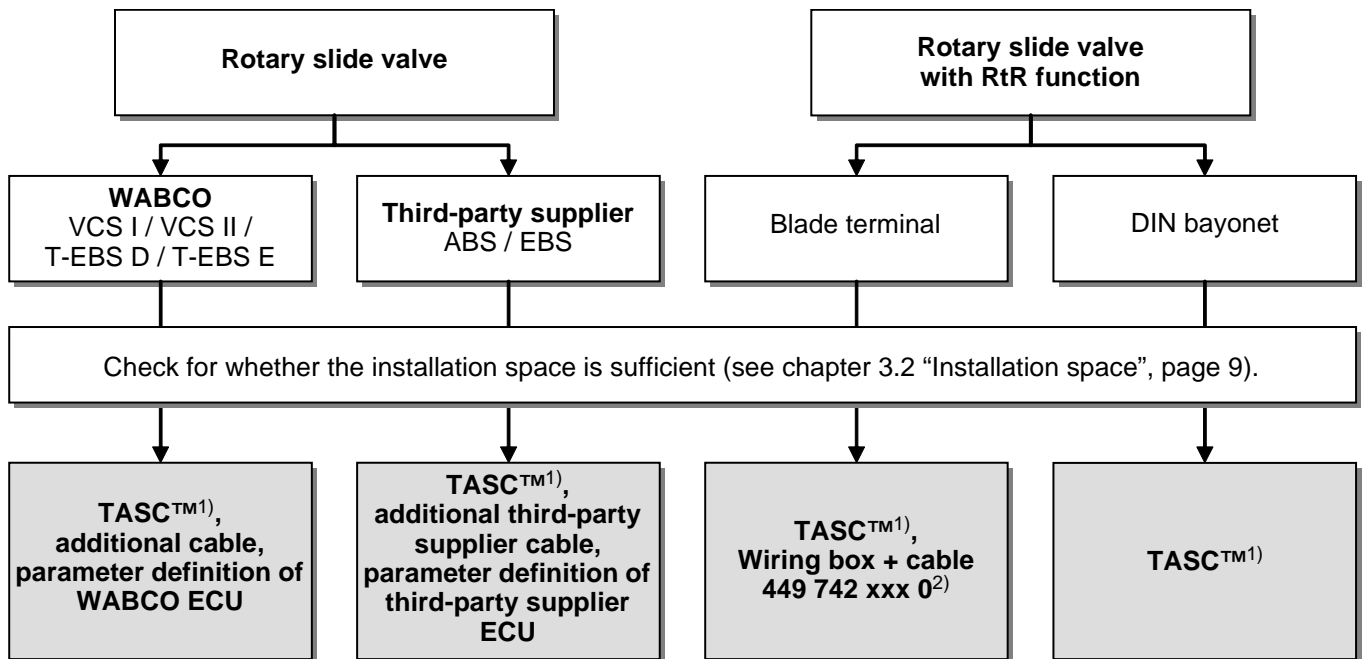 Rotary slide valve
Rotary slide valve
with RtR function
WABCO
VCS I / VCS II /
T-EBS D / T-EBS E
Third-party supplier
ABS / EBS
Blade terminal
DIN bayonet
Check for whether the installation space is sufficient (see chapter 3.2 “Installation space”, page 9).
TASC™1),
additional cable,
parameter definition of
WABCO ECU
TASC™1),
additional third-party
supplier cable,
parameter definition of
third-party supplier
ECU
TASC™1),
Wiring box + cable
449 742 xxx 02)
TASC™1)